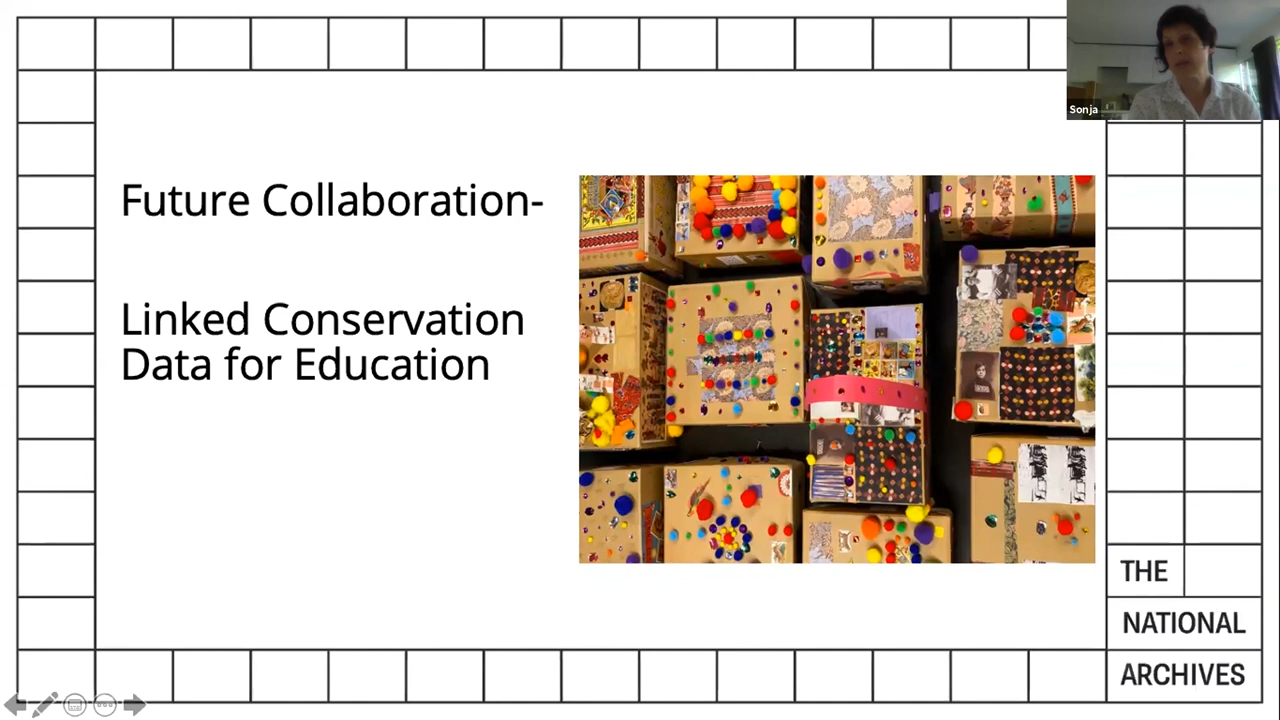 Sonja
Future Collaboration-
Linked Conservation
Data for Education
THE
NATIONAL
ARCHIVES